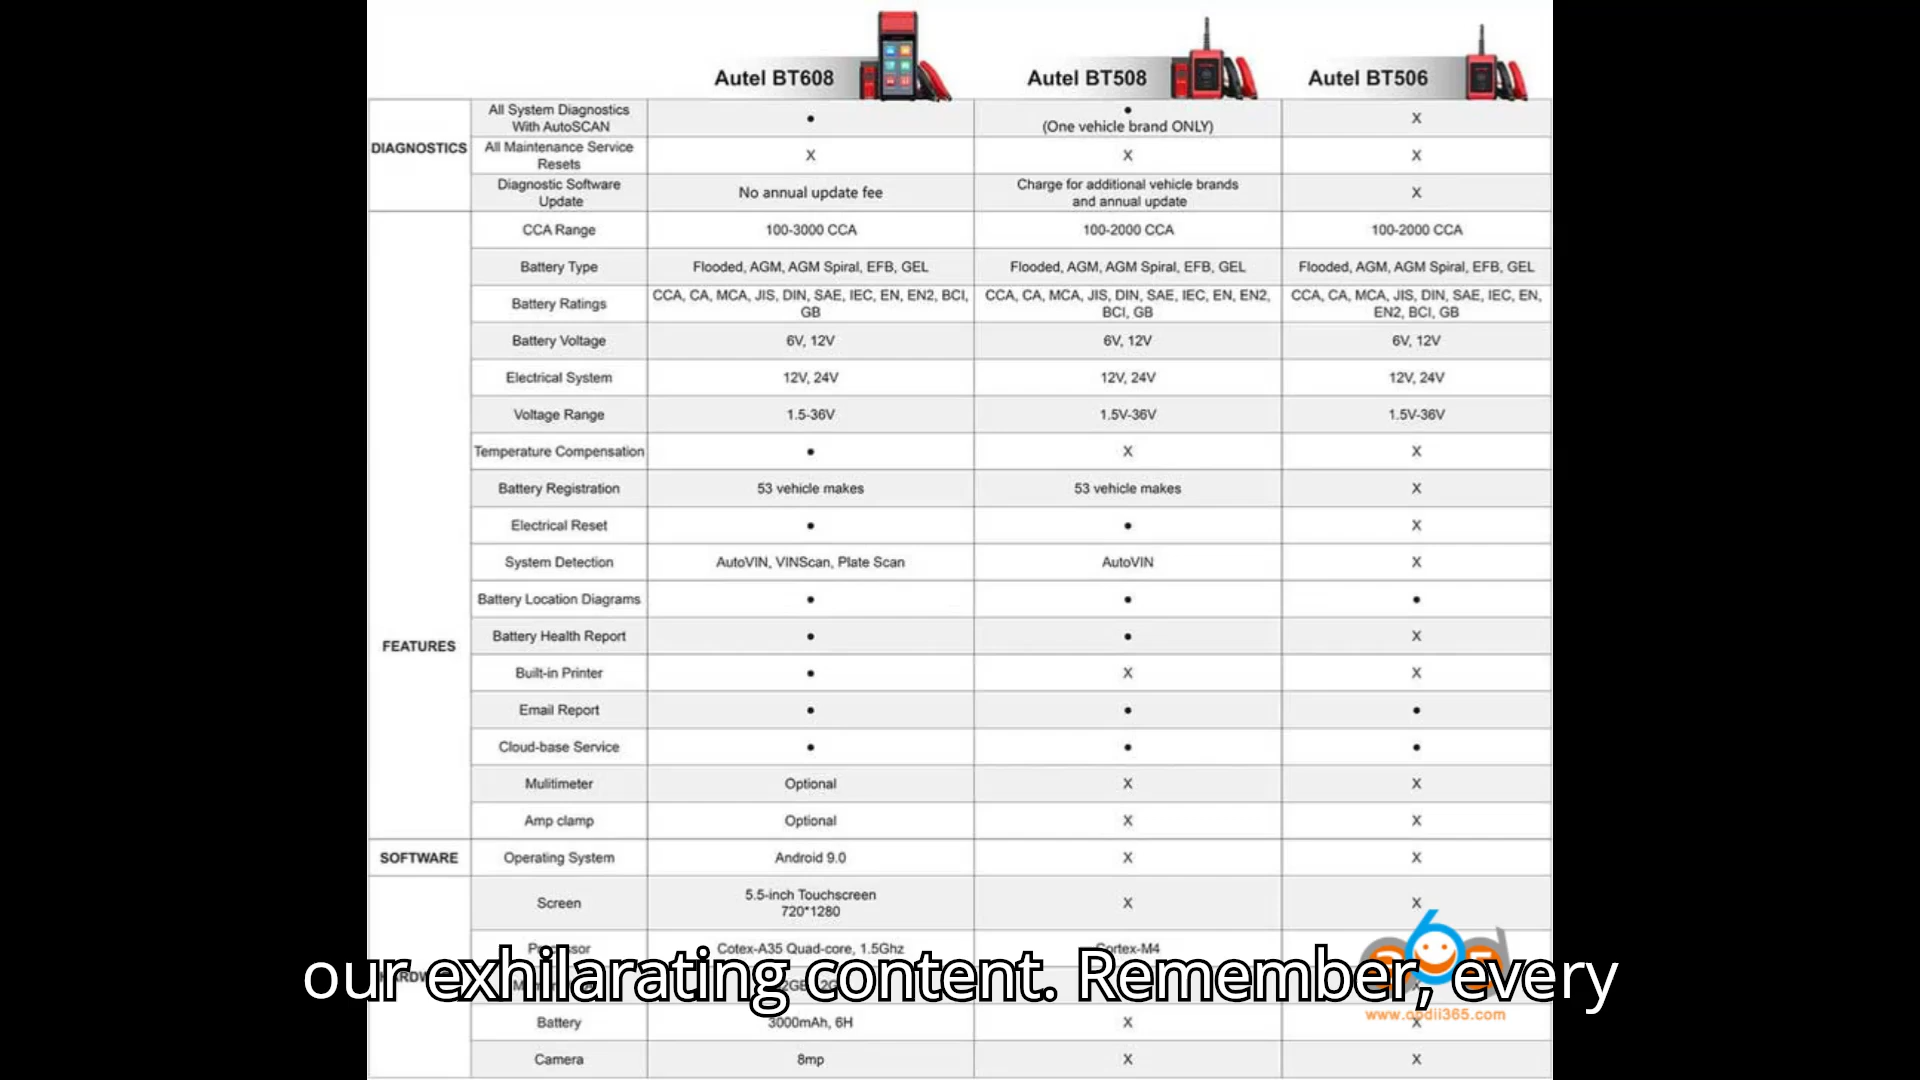 Autel BT608 Autel BT508 Autel BT506
DIAGNOSTICS
All System Diagnostics
With AutoSCAN
•
•
(One vehicle brand ONLY)
X
All Maintenance Service
Resets
X X X
Diagnostic Software
Update
No annual update fee
Charge for additional vehicle brands
and annual update
X
FEATURES
CCA Range 100-3000 CCA 100-2000 CCA 100-2000 CCA
Battery Type Flooded, AGM, AGM Spiral, EFB, GEL Flooded, AGM, AGM Spiral, EFB, GEL Flooded, AGM, AGM Spiral, EFB, GEL
Battery Ratings
CCA, CA, MCA, JIS, DIN, SAE, IEC, EN, EN2, BCI,
GB
CCA, CA, MCA, JIS, DIN, SAE, IEC, EN, EN2,
BCI, GB
CCA, CA, MCA, JIS, DIN, SAE, IEC, EN,
EN2, BCI, GB
Battery Voltage 6V, 12V 6V, 12V 6V, 12V
Electrical System 12V, 24V 12V, 24V 12V, 24V
Voltage Range 1.5-36V 1.5V-36V 1.5V-36V
Temperature Compensation • X X
Battery Registration 53 vehicle makes 53 vehicle makes X
Electrical Reset • • X
System Detection AutoVIN, VINScan, Plate Scan AutoVIN X
Battery Location Diagrams • • •
Battery Health Report • • X
Built-in Printer • X X
Email Report • • •
Cloud-base Service • • •
Mulitimeter Optional X X
Amp clamp Optional X X
SOFTWARE
Operating System Android 9.0 X X
Screen
5.5-inch Touchscreen
720*1280
X X
Cotex-A35 Quad-core, 1.5Ghz Cortex-M4
our exhilarating content. Remember, every
www.obdii365.com
Battery 3000mAh, 6H X X
Camera 8mp X X